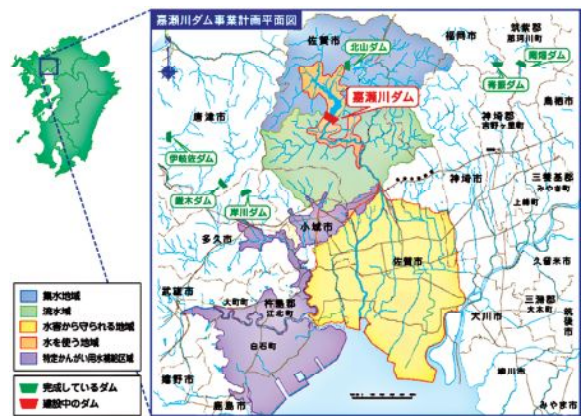 嘉瀬川ダム事業計画平面図
佐賀市
北山ダム
福岡市
筑紫郡
那珂川町
南畑ダム
背振ダム
嘉瀬川ダム
鳥栖市
唐津市
神埼郡
吉野ヶ里町
伊岐佐ダム
三養基郡
みやき町
神埼市
上峰町
厳木ダム
岸川ダム
小城市
多久市
佐賀市
久留米市
集水地域
流水域
水害から守られる地域
水を使う地域
特定かんがい用水補給区域
武雄市
大町町
杵島郡
江北町
三潴郡
大木町
大川市
筑後市
白石町
柳川市
完成しているダム
建設中のダム
嬉野市
鹿島市
みやま市